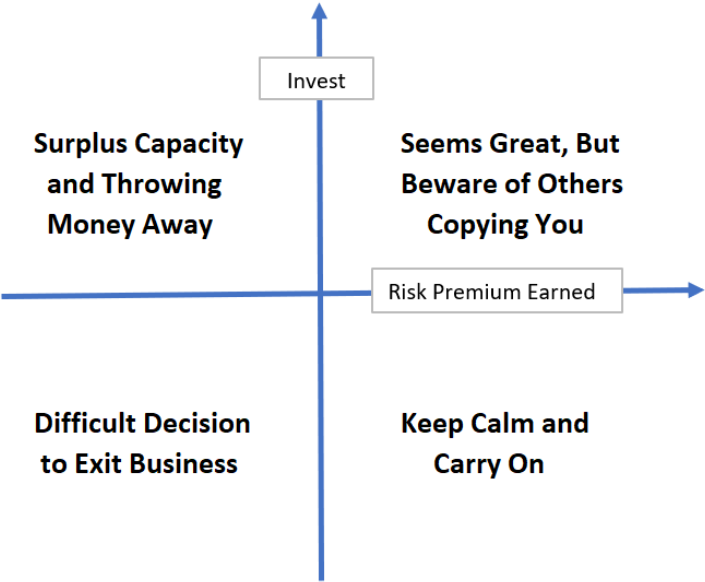 Invest
Surplus Capacity
and Throwing
Money Away
Seems Great, But
Beware of Others
Copying You
Risk Premium Earned
Difficult Decision
to Exit Business
Keep Calm and
Carry On